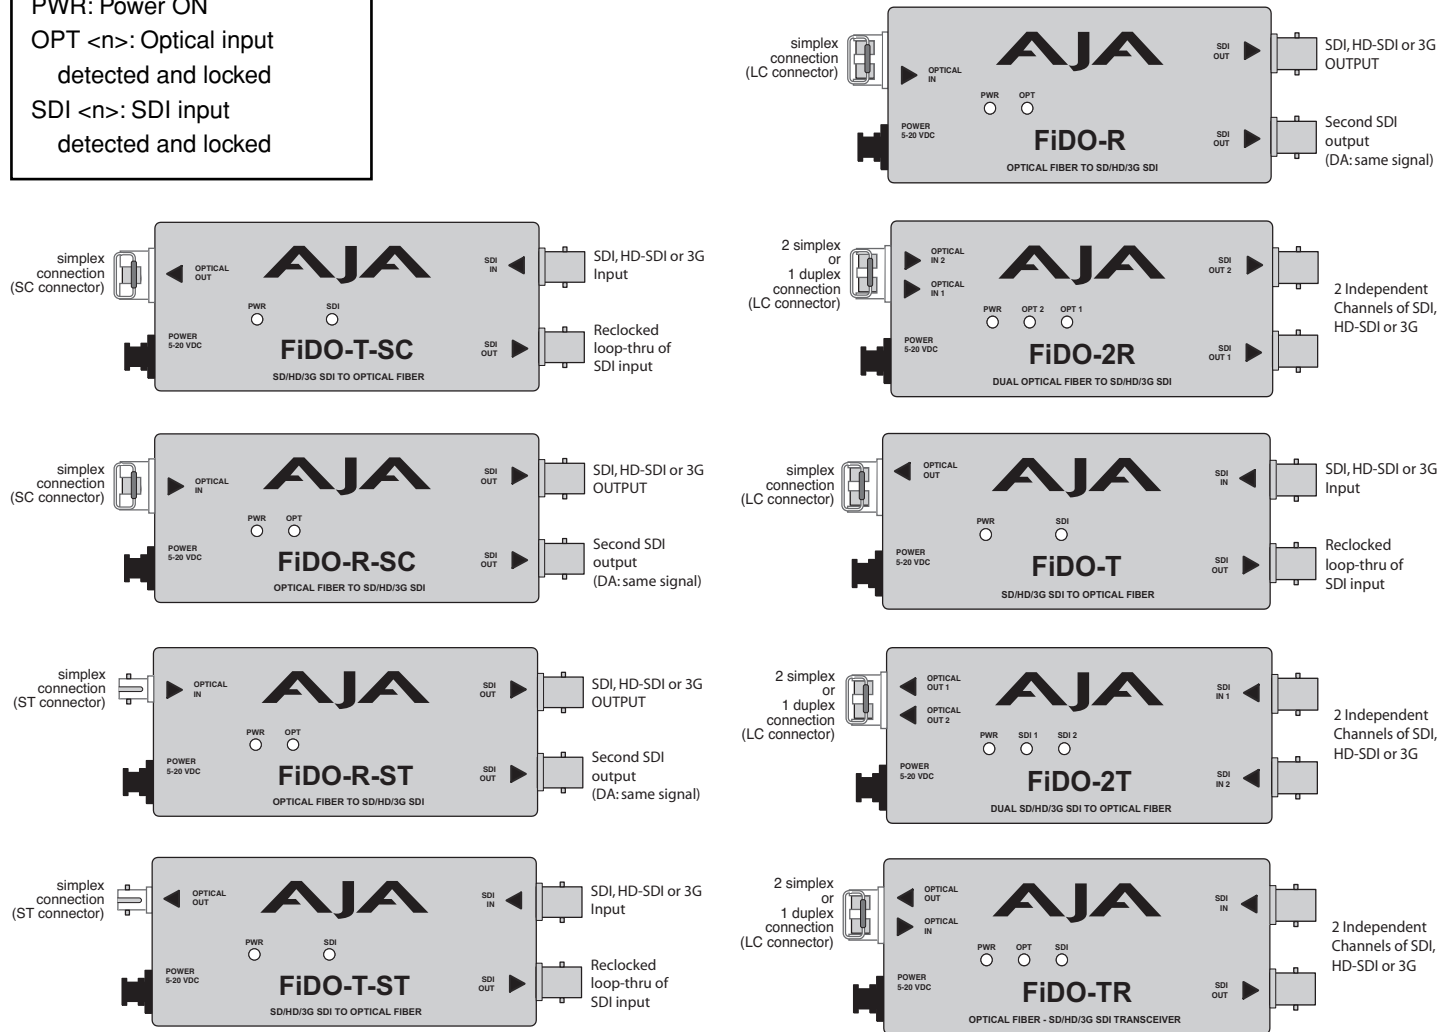 PWR: Power ON
OPT <n>: Optical input
detected and locked
SDI <n>: SDI input
detected and locked
simplex
connection
(SC connector)
OPTICAL
OUT
POWER
5-20 VDC
AJA
PWR
SDI
FiDO-T-SC
SD/HD/3G SDI TO OPTICAL FIBER
SDI
IN
SDI
OUT
SDI, HD-SDI or 3G
Input
Reclocked
loop-thru of
SDI input
simplex
connection
(SC connector)
OPTICAL
IN
POWER
5-20 VDC
AJA
PWR
OPT
FiDO-R-SC
OPTICAL FIBER TO SD/HD/3G SDI
SDI
OUT
SDI
OUT
SDI, HD-SDI or 3G
OUTPUT
Second SDI
output
(DA: same signal)
simplex
connection
(ST connector)
OPTICAL
IN
POWER
5-20 VDC
AJA
PWR
OPT
FiDO-R-ST
OPTICAL FIBER TO SD/HD/3G SDI
SDI
OUT
SDI
OUT
SDI, HD-SDI or 3G
OUTPUT
Second SDI
output
(DA: same signal)
simplex
connection
(ST connector)
OPTICAL
OUT
POWER
5-20 VDC
AJA
PWR
SDI
FiDO-T-ST
SD/HD/3G SDI TO OPTICAL FIBER
SDI
IN
SDI
OUT
SDI, HD-SDI or 3G
Input
Reclocked
loop-thru of
SDI input
simplex
connection
(LC connector)
OPTICAL
IN
POWER
5-20 VDC
AJA
PWR
OPT
FiDO-R
OPTICAL FIBER TO SD/HD/3G SDI
SDI
OUT
SDI
OUT
SDI, HD-SDI or 3G
OUTPUT
Second SDI
output
(DA: same signal)
2 simplex
or
1 duplex
connection
(LC connector)
OPTICAL
IN 2
OPTICAL
IN 1
POWER
5-20 VDC
AJA
PWR
OPT 2
OPT 1
FiDO-2R
DUAL OPTICAL FIBER TO SD/HD/3G SDI
SDI
OUT 2
SDI
OUT 1
2 Independent
Channels of SDI,
HD-SDI or 3G
simplex
connection
(LC connector)
OPTICAL
OUT
POWER
5-20 VDC
AJA
PWR
SDI
FiDO-T
SD/HD/3G SDI TO OPTICAL FIBER
SDI
IN
SDI
OUT
SDI, HD-SDI or 3G
Input
Reclocked
loop-thru of
SDI input
2 simplex
or
1 duplex
connection
(LC connector)
OPTICAL
OUT 1
OPTICAL
OUT 2
POWER
5-20 VDC
AJA
PWR
SDI 1
SDI 2
FiDO-2T
DUAL SD/HD/3G SDI TO OPTICAL FIBER
SDI
IN 1
SDI
IN 2
2 Independent
Channels of SDI,
HD-SDI or 3G
2 simplex
or
1 duplex
connection
(LC connector)
OPTICAL
OUT
OPTICAL
IN
POWER
5-20 VDC
AJA
PWR
OPT
SDI
FiDO-TR
OPTICAL FIBER - SD/HD/3G SDI TRANSCEIVER
SDI
IN
SDI
OUT
2 Independent
Channels of SDI,
HD-SDI or 3G